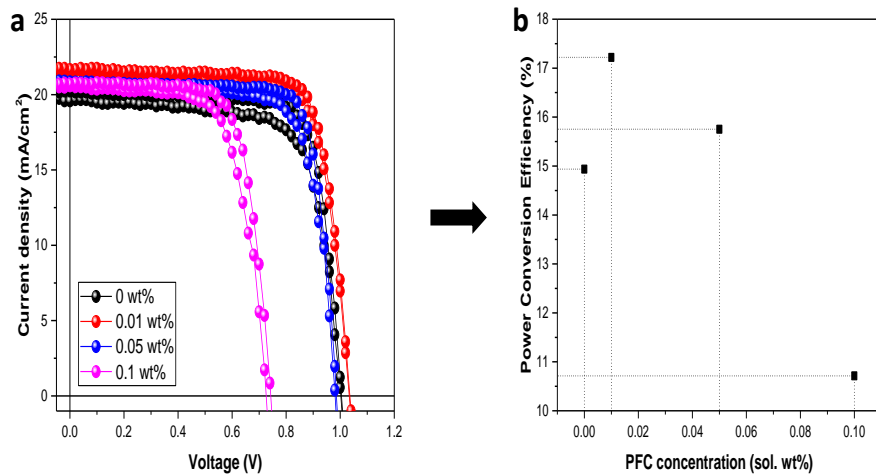 a
25
20
15
10
5
0
Current density (mA/cm²)
0 wt%
0.01 wt%
0.05 wt%
0.1 wt%
0.0 0.2 0.4 0.6 0.8 1.0 1.2
Voltage (V)
b
18
17
16
15
14
13
12
11
10
Power Conversion Efficiency (%)
0.00 0.02 0.04 0.06 0.08 0.10
PFC concentration (sol. wt%)